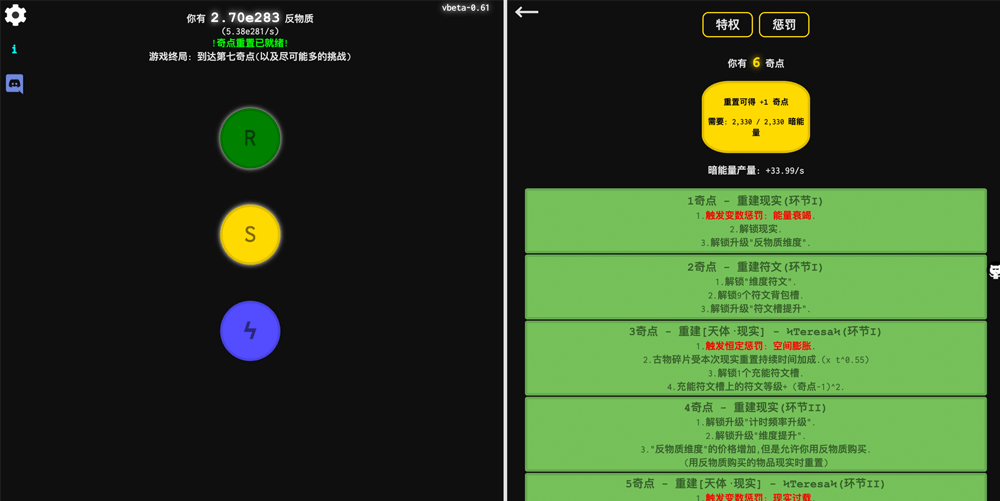 vbeta-0.61
你有 2.70e283 反物质
(5.38e281/s)
!奇点重置已就绪!
游戏终局: 到达第七奇点(以及尽可能多的挑战)
i
R
S
特权
惩罚
你有 6 奇点
重置可得 +1 奇点
需要: 2,330 / 2,330 暗能
量
暗能量产量: +33.99/s
1奇点 - 重建现实(环节I)
1.触发变数惩罚: 能量衰竭.
2.解锁现实.
3.解锁升级"反物质维度".
2奇点 - 重建符文(环节I)
1.解锁"维度符文".
2.解锁9个符文背包槽.
3.解锁升级"符文槽提升".
3奇点 - 重建[天体·现实] - ϞTeresaϞ(环节I)
1.触发恒定惩罚: 空间膨胀.
2.古物碎片受本次现实重置持续时间加成.(x t^0.55)
3.解锁1个充能符文槽.
4.充能符文槽上的符文等级+ (奇点-1)^2.
4奇点 - 重建现实(环节II)
1.解锁升级"计时频率升级".
2.解锁升级"维度提升".
3."反物质维度"的价格增加,但是允许你用反物质购买.
(用反物质购买的物品现实时重置)
5奇点 - 重建[天体·现实] - ϞTeresaϞ(环节II)
1.触发变数惩罚: 现实过载.